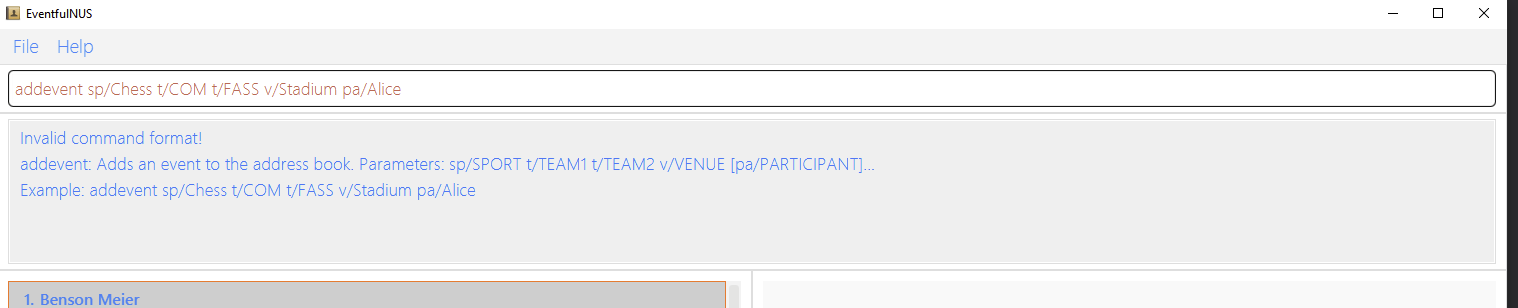 EventfulNUS
File Help
addevent sp/Chess t/COM t/FASS v/Stadium pa/Alice
Invalid command format!
addevent: Adds an event to the address book. Parameters: sp/SPORT t/TEAM1 t/TEAM2 v/VENUE [pa/PARTICIPANT]...
Example: addevent sp/Chess t/COM t/FASS v/Stadium pa/Alice
1. Benson Meier